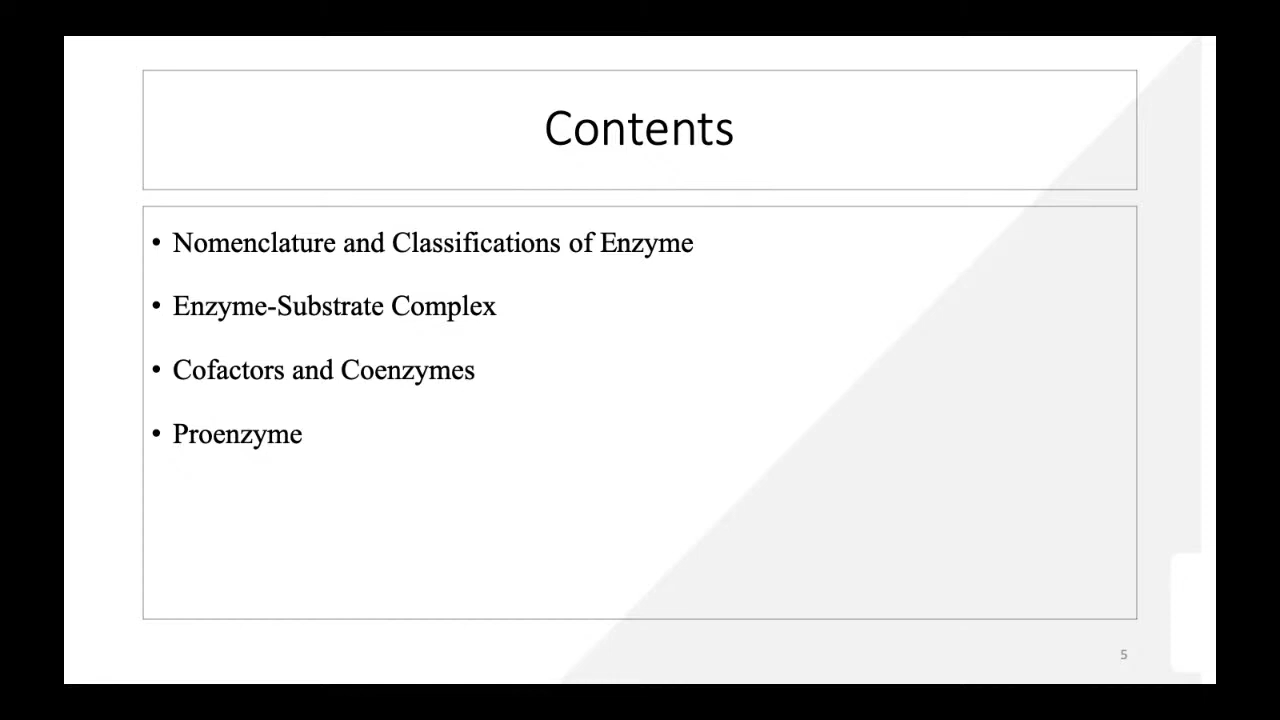 Contents
• Nomenclature and Classifications of Enzyme
• Enzyme-Substrate Complex
• Cofactors and Coenzymes
• Proenzyme
5